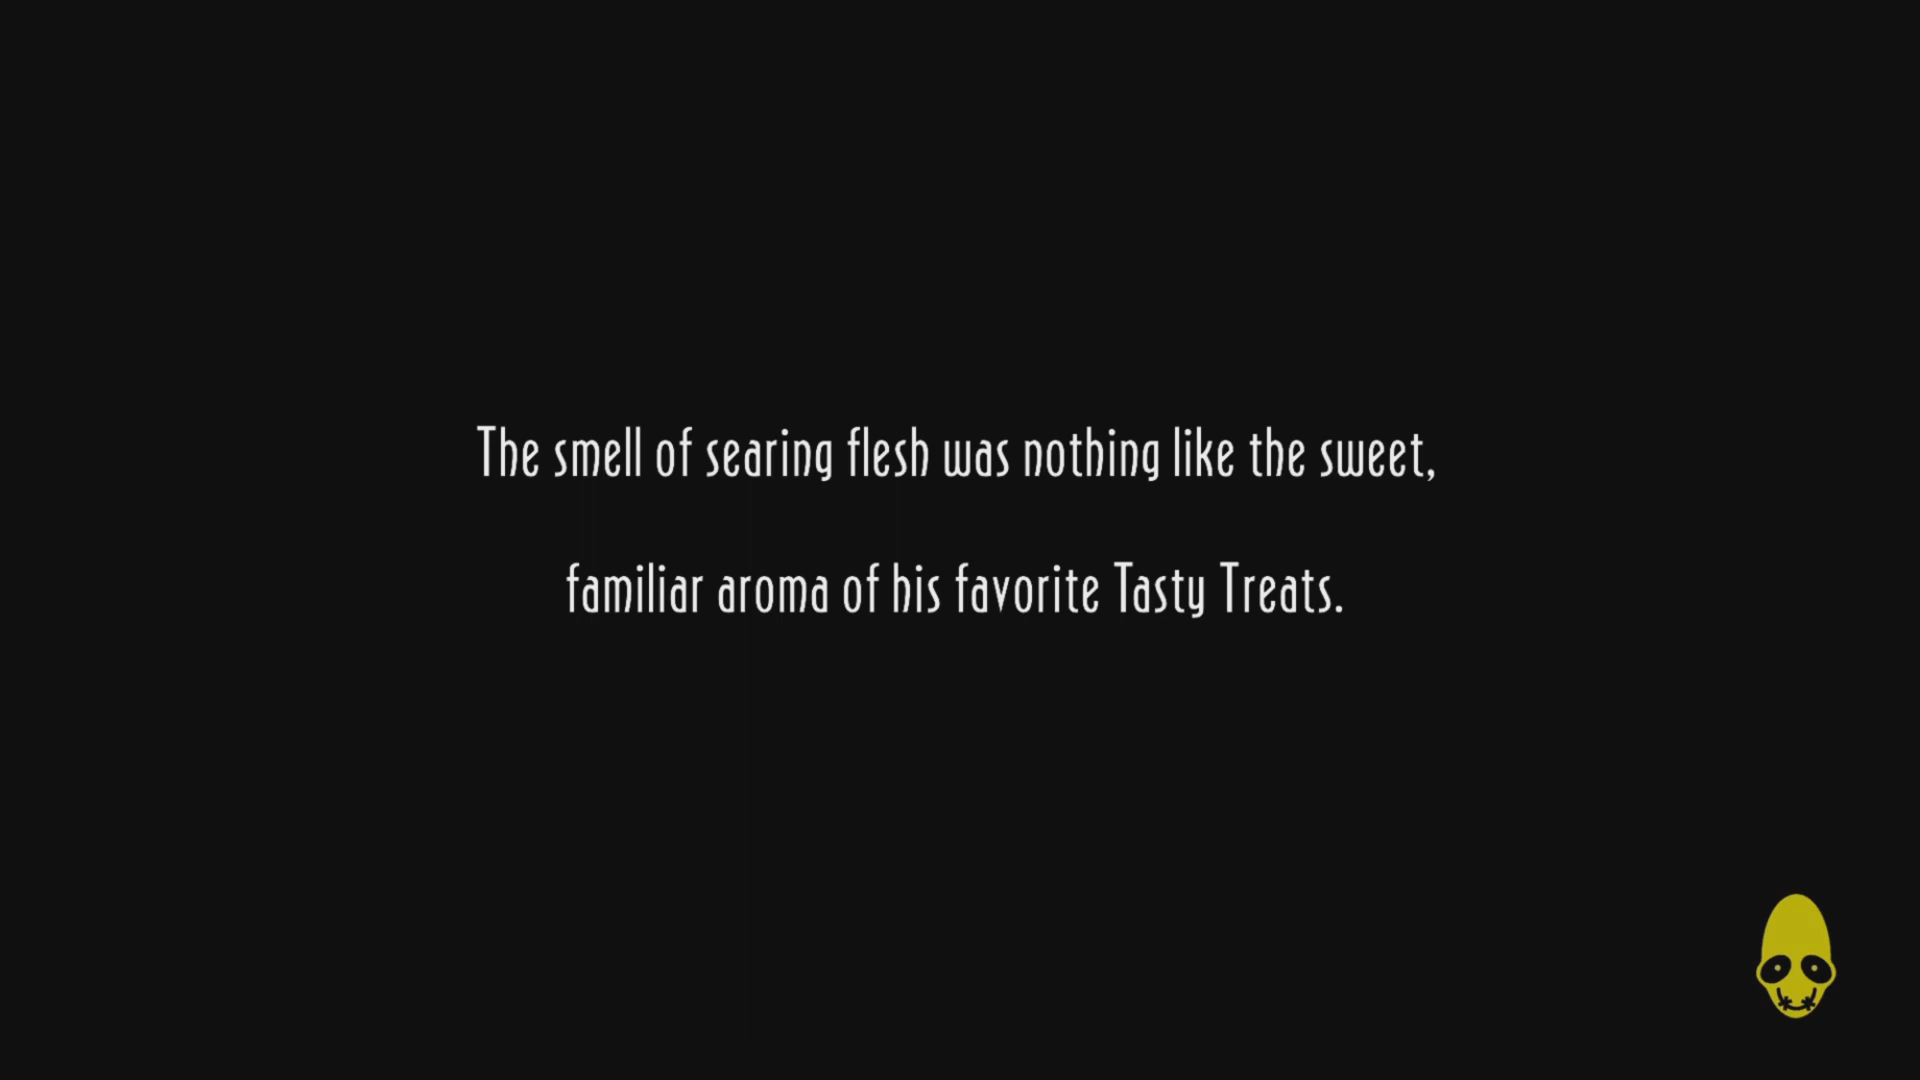 The smell of searing flesh was nothing like the sweet,
familiar aroma of his favorite Tasty Treats.